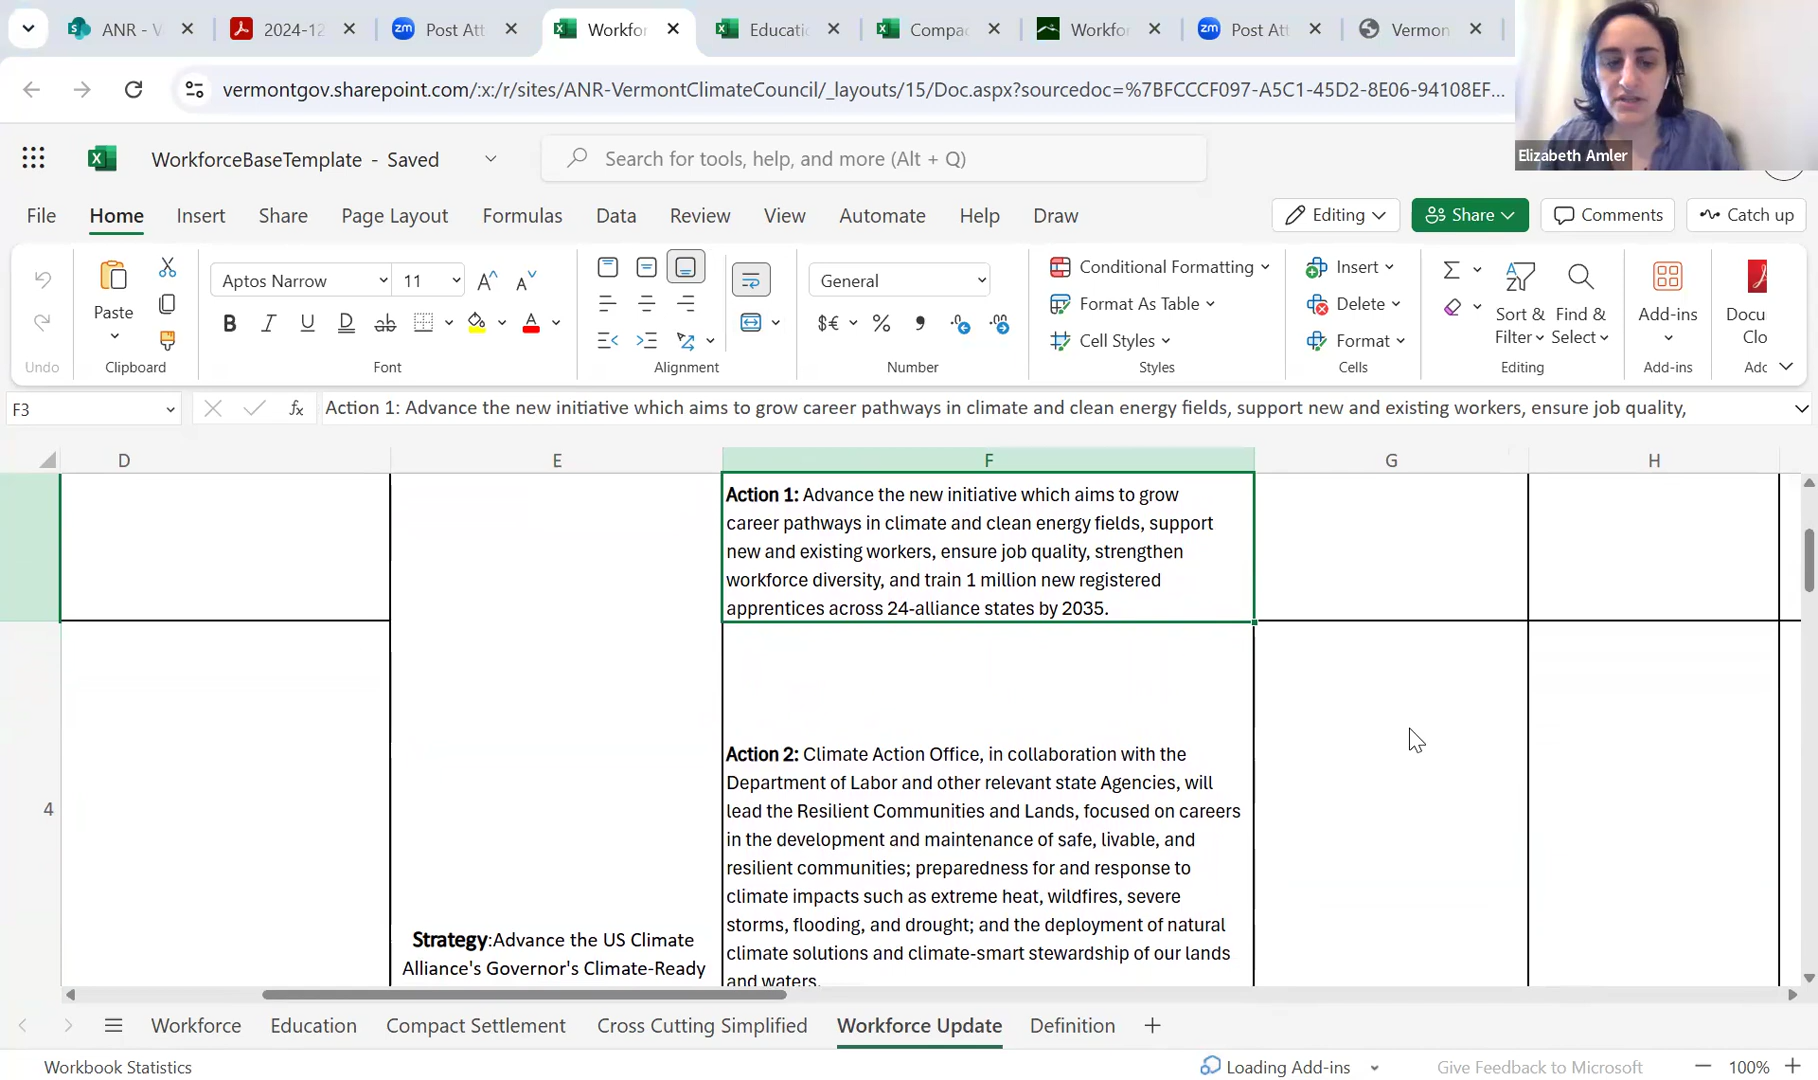 ANR - V
2024-12
zm
Post Att
Workfor
Educatio
Compac
Workfo
zm
Post Att
Vermon
vermontgov.sharepoint.com/:x:/r/sites/ANR-VermontClimateCouncil/_layouts/15/Doc.aspx?sourcedoc=%7BFCCCF097-A5C1-45D2-8E06-94108EF...
Elizabeth Amler
WorkforceBaseTemplate - Saved
Search for tools, help, and more (Alt + Q)
File Home Insert Share Page Layout Formulas Data Review View Automate Help Draw
Editing Share Comments Catch up
Undo
Paste
Clipboard
Aptos Narrow 11
Font
Alignment
General
Number
Conditional Formatting
Format As Table
Cell Styles
Styles
Insert
Delete
Format
Cells
Sort & Filter
Find & Select
Editing
Add-ins
Add-ins
Docu
Clo
Adc
F3
fx
Action 1: Advance the new initiative which aims to grow career pathways in climate and clean energy fields, support new and existing workers, ensure job quality,
D E F G H
Action 1: Advance the new initiative which aims to grow
career pathways in climate and clean energy fields, support
new and existing workers, ensure job quality, strengthen
workforce diversity, and train 1 million new registered
apprentices across 24-alliance states by 2035.
4
Action 2: Climate Action Office, in collaboration with the
Department of Labor and other relevant state Agencies, will
lead the Resilient Communities and Lands, focused on careers
in the development and maintenance of safe, livable, and
resilient communities; preparedness for and response to
climate impacts such as extreme heat, wildfires, severe
storms, flooding, and drought; and the deployment of natural
climate solutions and climate-smart stewardship of our lands
and waters.
Strategy:Advance the US Climate
Alliance's Governor's Climate-Ready
Workforce Education Compact Settlement Cross Cutting Simplified Workforce Update Definition
Workbook Statistics
Loading Add-ins
Give Feedback to Microsoft
100%